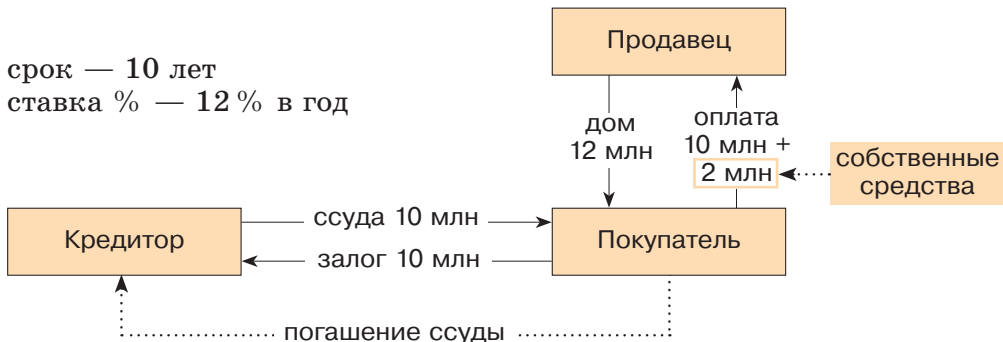 срок — 10 лет
ставка % — 12 % в год
Продавец
дом
12 млн
оплата
10 млн +
2 млн
собственные
средства
Кредитор
ссуда 10 млн
залог 10 млн
Покупатель
погашение ссуды